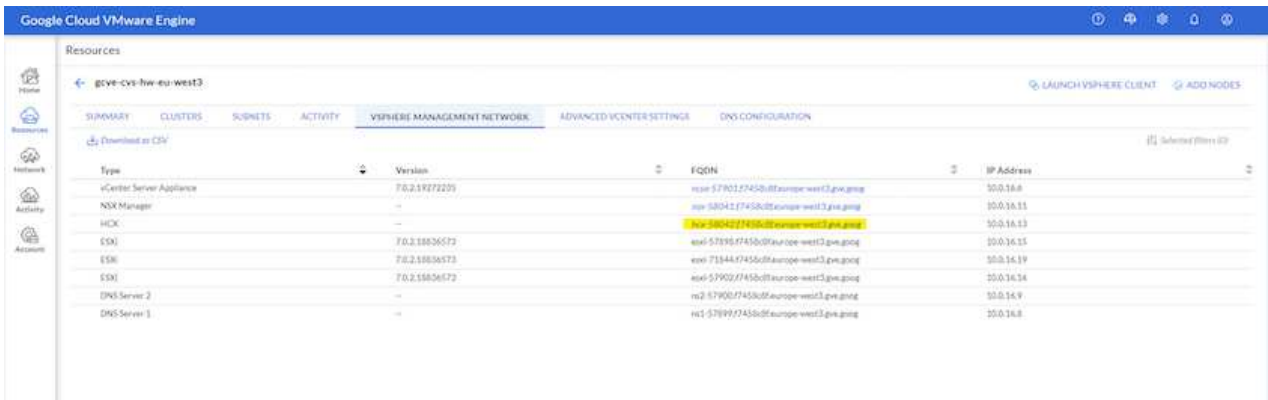 Google Cloud VMware Engine
Resources
Home
gcve-cvs-hw-eu-west3
LAUNCH VSPHERE CLIENT ADD NODES
Resources
SUMMARY CLUSTERS SUBNETS ACTIVITY VSPHERE MANAGEMENT NETWORK ADVANCED VCENTER SETTINGS DNS CONFIGURATION
Download as CSV Selected filters (0)
Network
Type Version FQDN IP Address
vCenter Server Appliance 7.0.2.19272235 10.0.16.6
Activity
NSX Manager -- 10.0.16.11
HCX -- 10.0.16.13
Account
ESXi 7.0.2.18836573 10.0.16.15
ESXi 7.0.2.18836573 10.0.16.19
ESXi 7.0.2.18836573 10.0.16.14
DNS Server 2 -- 10.0.16.9
DNS Server 1 -- 10.0.16.8